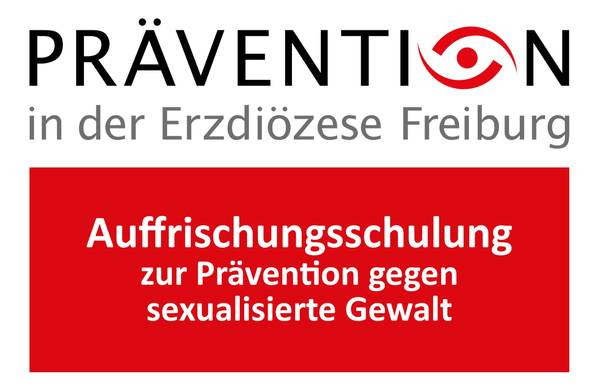 PRÄVENTION
in der Erzdiözese Freiburg
Auffrischungsschulung
zur Prävention gegen
sexualisierte Gewalt